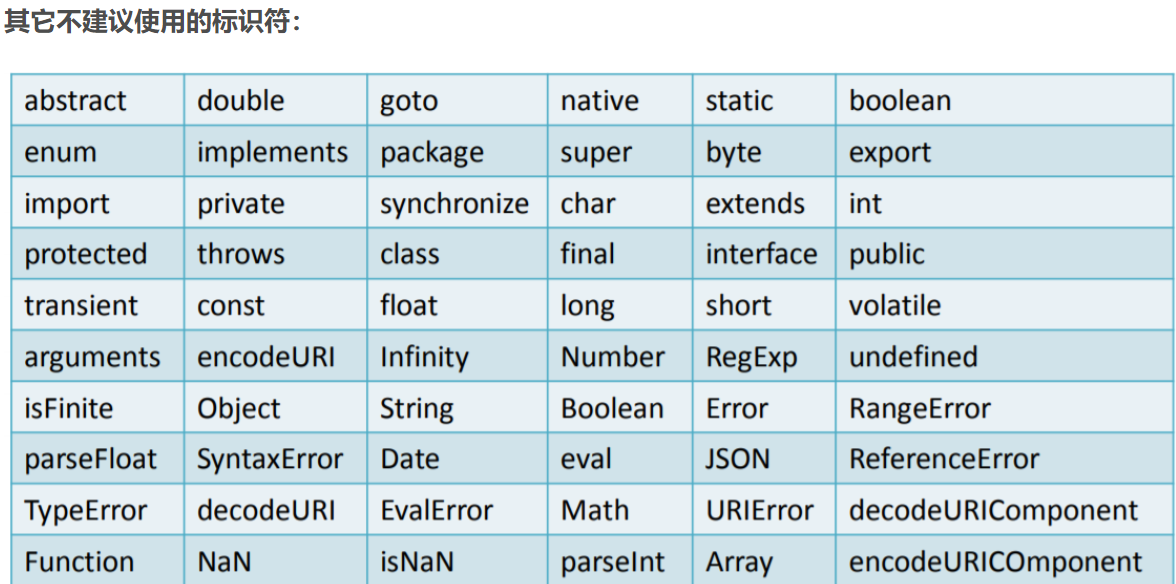 其它不建议使用的标识符：
abstract double goto native static boolean
enum implements package super byte export
import private synchronize char extends int
protected throws class final interface public
transient const float long short volatile
arguments encodeURI Infinity Number RegExp undefined
isFinite Object String Boolean Error RangeError
parseFloat SyntaxError Date eval JSON ReferenceError
TypeError decodeURI EvalError Math URIError decodeURIComponent
Function NaN isNaN parseInt Array encodeURICOmponent